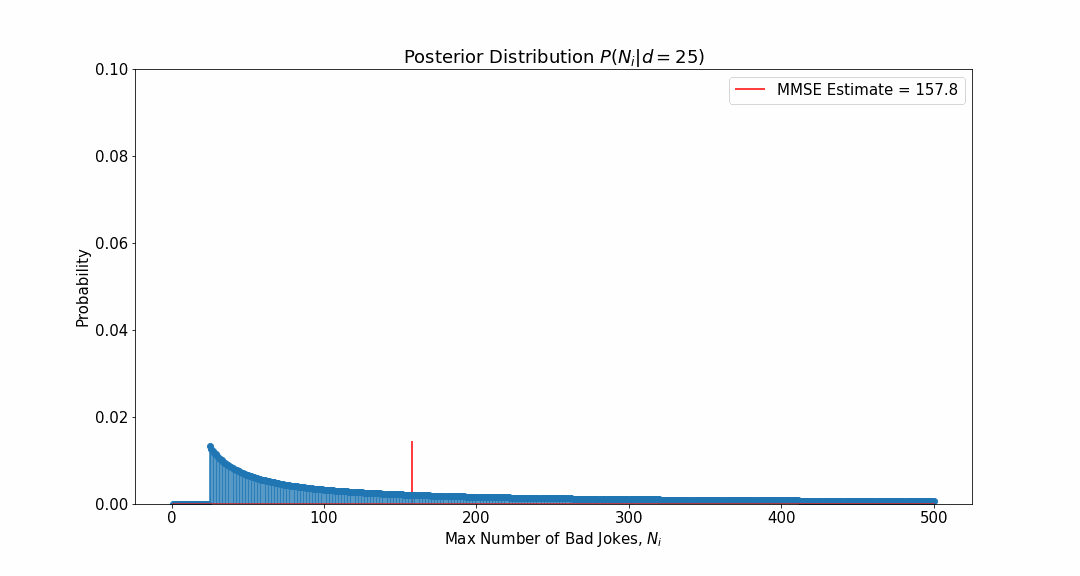 Posterior Distribution P(N_i|d = 25)
MMSE Estimate = 157.8
0.10
0.08
0.06
0.04
0.02
0.00
Probability
0 100 200 300 400 500
Max Number of Bad Jokes, N_i